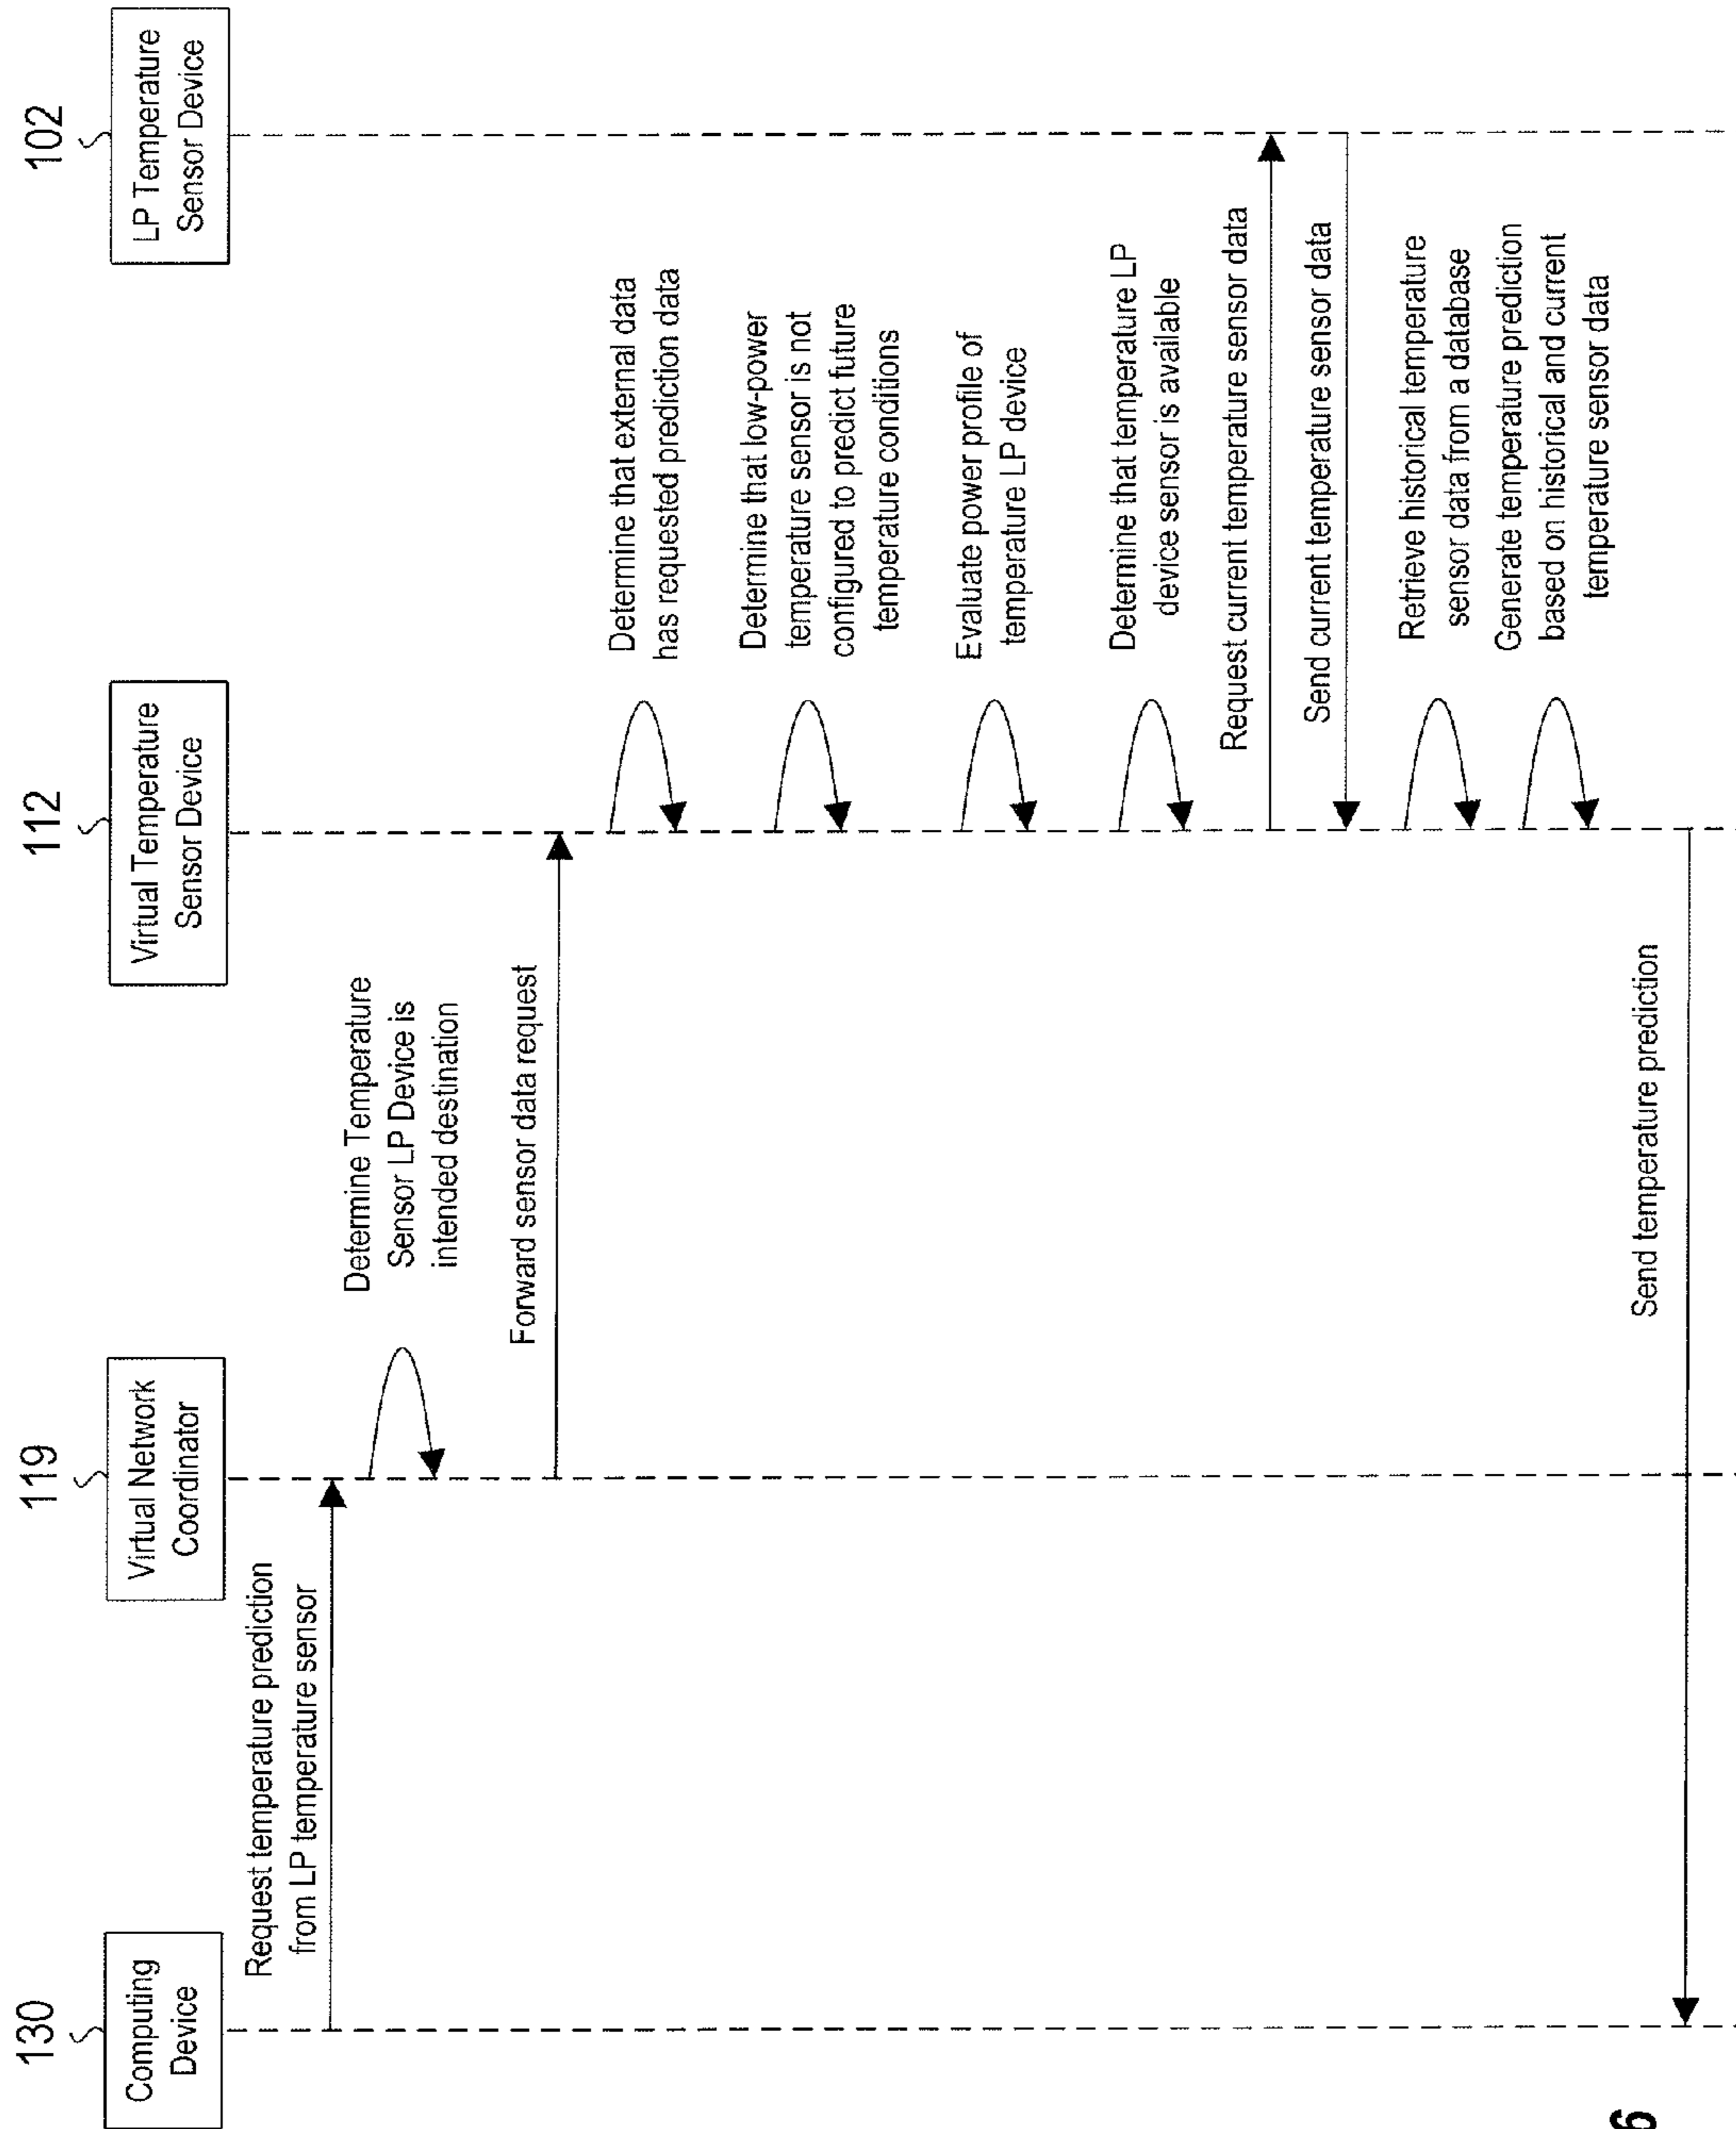 130
Computing
Device
119
Virtual Network
Coordinator
112
Virtual Temperature
Sensor Device
102
LP Temperature
Sensor Device
Request temperature prediction
from LP temperature sensor
Determine Temperature
Sensor LP Device is
intended destination
Forward sensor data request
Determine that external data
has requested prediction data
Determine that low-power
temperature sensor is not
configured to predict future
temperature conditions
Evaluate power profile of
temperature LP device
Determine that temperature LP
device sensor is available
Request current temperature sensor data
Send current temperature sensor data
Retrieve historical temperature
sensor data from a database
Generate temperature prediction
based on historical and current
temperature sensor data
Send temperature prediction
6